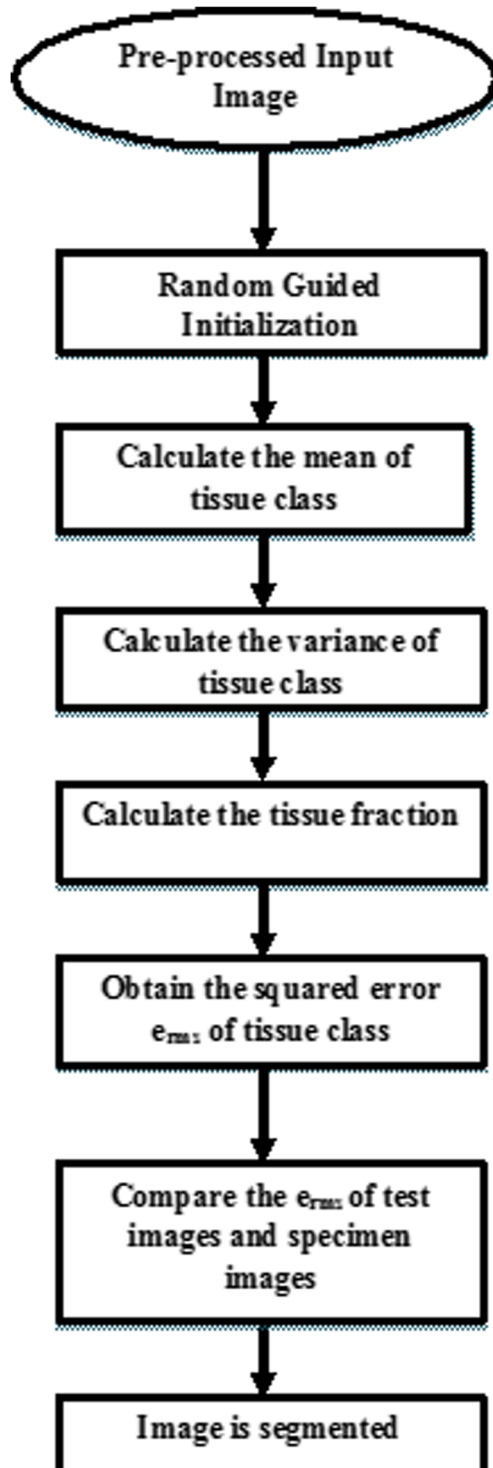 Pre-processed Input
Image
Random Guided
Initialization
Calculate the mean of
tissue class
Calculate the variance of
tissue class
Calculate the tissue fraction
Obtain the squared error
erms of tissue class
Compare the erms of test
images and specimen
images
Image is segmented